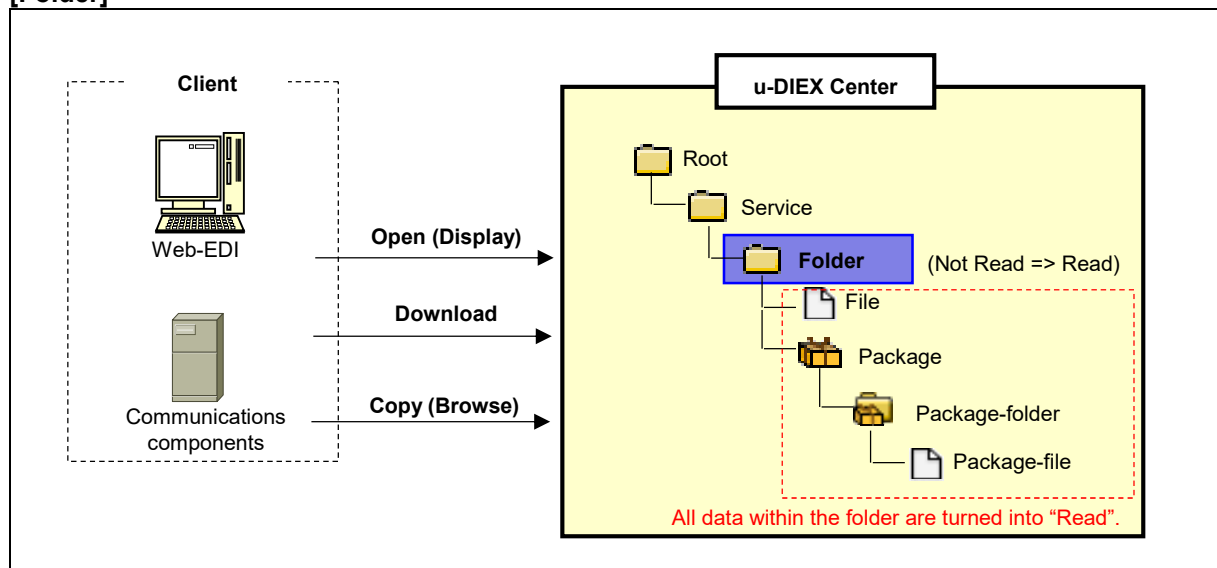 [Folder]
Client
u-DIEX Center
Root
Service
Web-EDI
Open (Display)
Folder
(Not Read => Read)
File
Download
Package
Communications
components
Copy (Browse)
Package-folder
Package-file
All data within the folder are turned into “Read”.